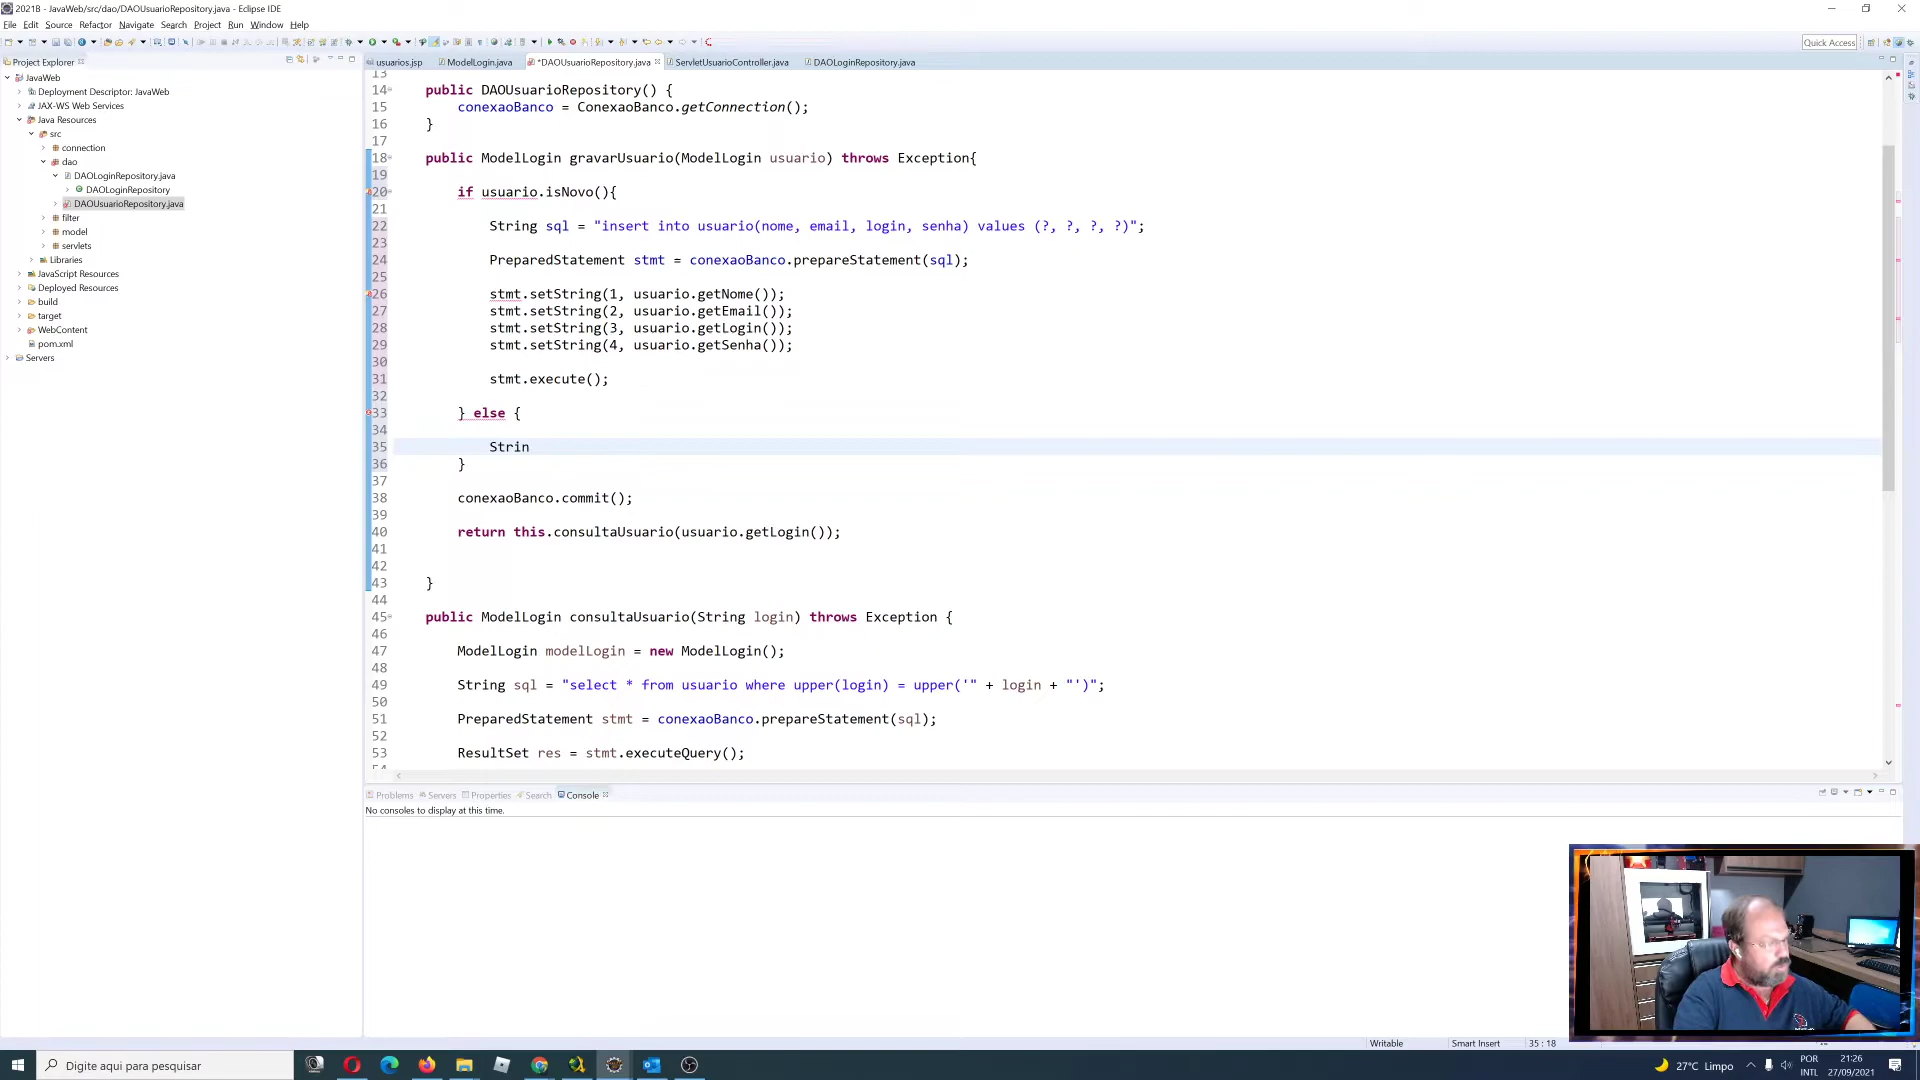 2021B - JavaWeb/src/dao/DAOUsuarioRepository.java - Eclipse IDE
File Edit Source Refactor Navigate Search Project Run Window Help
Quick Access
Project Explorer
JavaWeb
Deployment Descriptor: JavaWeb
JAX-WS Web Services
Java Resources
src
connection
dao
DAOLoginRepository.java
DAOLoginRepository
DAOUsuarioRepository.java
filter
model
servlets
Libraries
JavaScript Resources
Deployed Resources
build
target
WebContent
pom.xml
Servers
usuarios.jsp ModelLogin.java *DAOUsuarioRepository.java ServletUsuarioController.java DAOLoginRepository.java
13
14 public DAOUsuarioRepository() {
15 conexaoBanco = ConexaoBanco.getConnection();
16 }
17
18 public ModelLogin gravarUsuario(ModelLogin usuario) throws Exception{
19
20 if usuario.isNovo(){
21
22 String sql = "insert into usuario(nome, email, login, senha) values (?, ?, ?, ?)";
23
24 PreparedStatement stmt = conexaoBanco.prepareStatement(sql);
25
26 stmt.setString(1, usuario.getNome());
27 stmt.setString(2, usuario.getEmail());
28 stmt.setString(3, usuario.getLogin());
29 stmt.setString(4, usuario.getSenha());
30
31 stmt.execute();
32
33 } else {
34
35 Strin
36 }
37
38 conexaoBanco.commit();
39
40 return this.consultaUsuario(usuario.getLogin());
41
42
43 }
44
45 public ModelLogin consultaUsuario(String login) throws Exception {
46
47 ModelLogin modelLogin = new ModelLogin();
48
49 String sql = "select * from usuario where upper(login) = upper('" + login + "')";
50
51 PreparedStatement stmt = conexaoBanco.prepareStatement(sql);
52
53 ResultSet res = stmt.executeQuery();
54
Problems Servers Properties Search Console
No consoles to display at this time.
Writable Smart Insert 35 : 18
Digite aqui para pesquisar
27°C Limpo
POR
INTL
21:26
27/09/2021